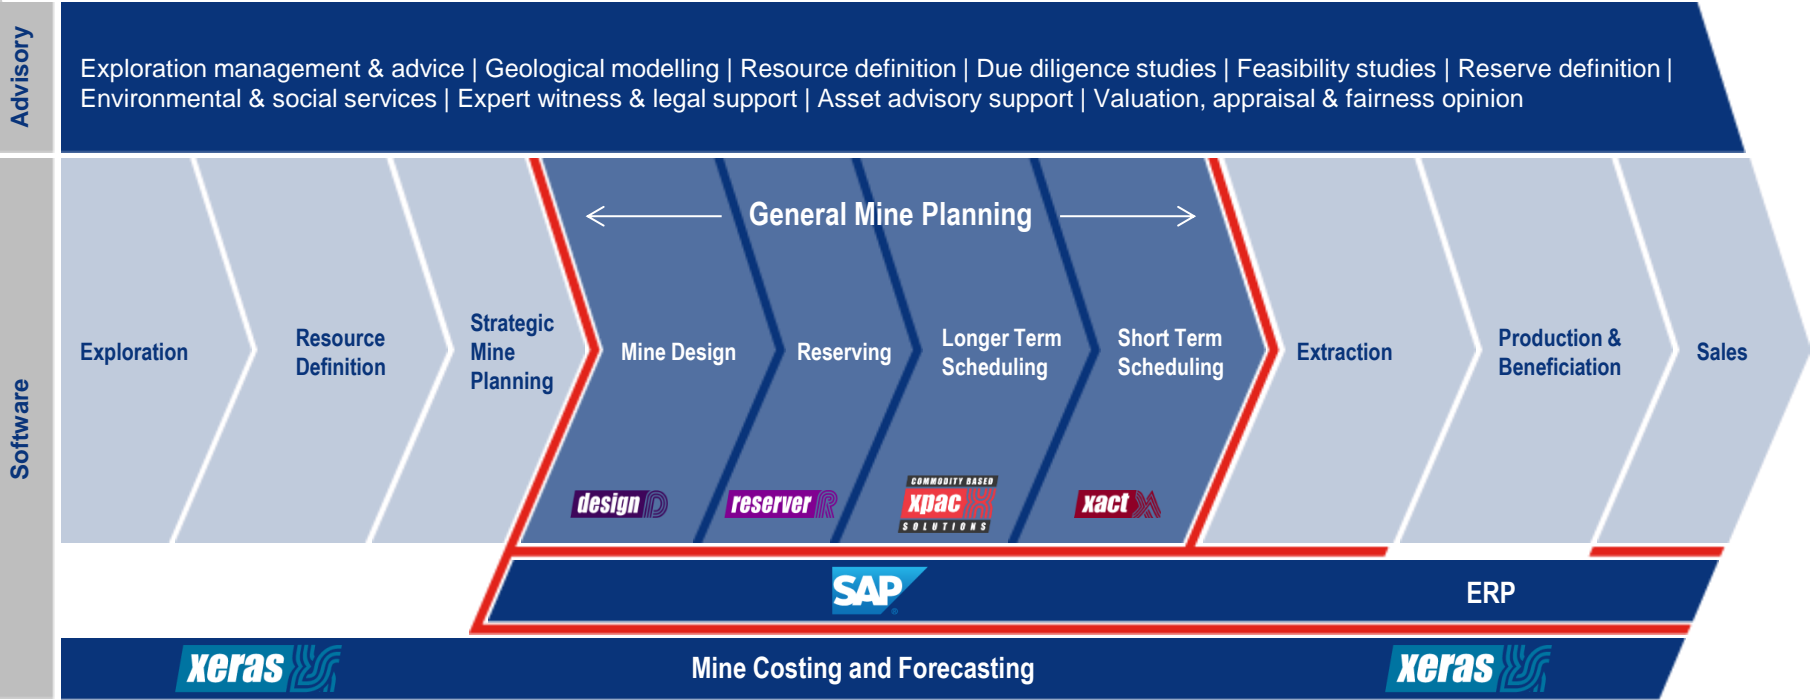 Advisory
Exploration management & advice | Geological modelling | Resource definition | Due diligence studies | Feasibility studies | Reserve definition |
Environmental & social services | Expert witness & legal support | Asset advisory support | Valuation, appraisal & fairness opinion
Software
General Mine Planning
Exploration
Resource
Definition
Strategic
Mine
Planning
Mine Design
Reserving
Longer Term
Scheduling
Short Term
Scheduling
Extraction
Production &
Beneficiation
Sales
design
reserver
COMMODITY BASED
xpac
SOLUTIONS
xact
SAP
ERP
xeras
Mine Costing and Forecasting
xeras